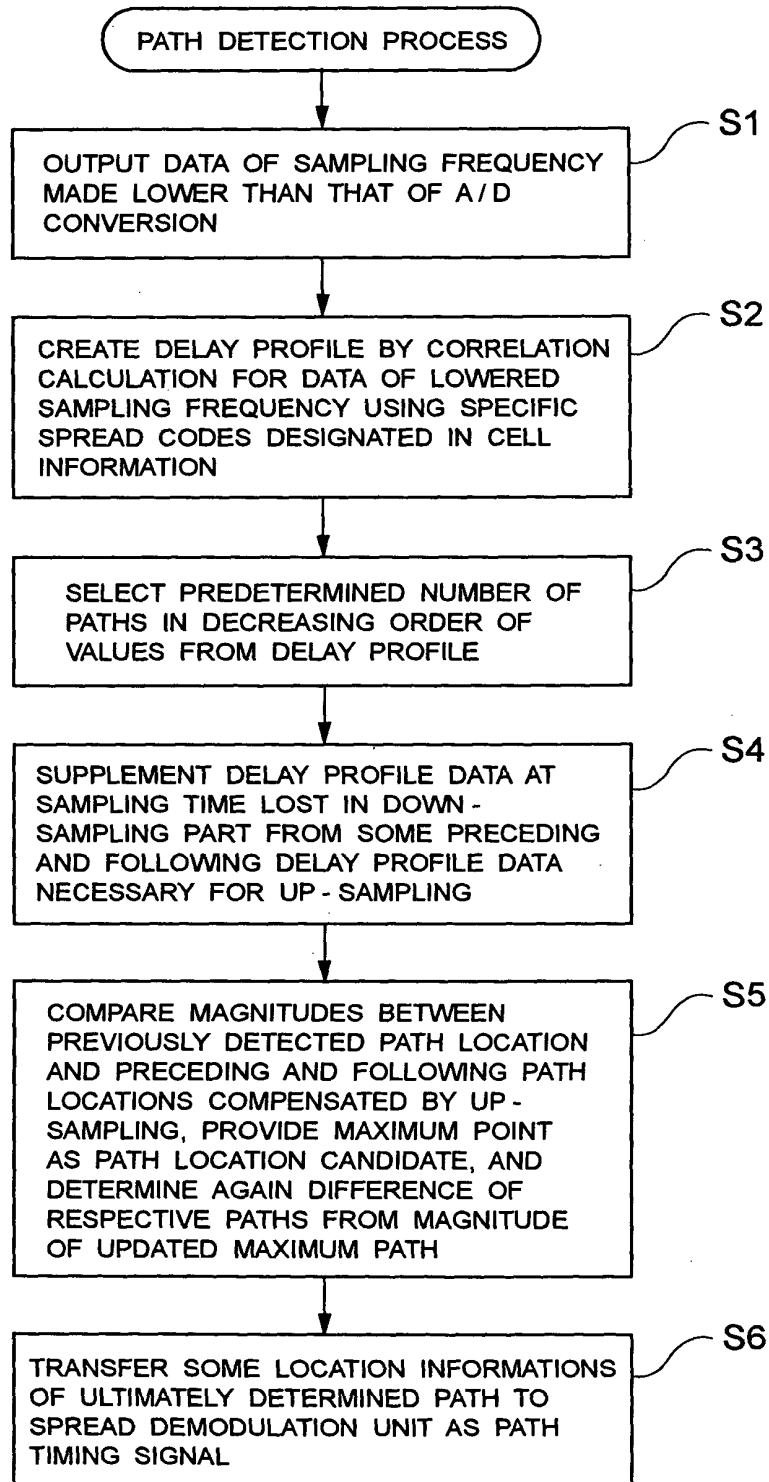 PATH DETECTION PROCESS
S1
OUTPUT DATA OF SAMPLING FREQUENCY
MADE LOWER THAN THAT OF A/D
CONVERSION
S2
CREATE DELAY PROFILE BY CORRELATION
CALCULATION FOR DATA OF LOWERED
SAMPLING FREQUENCY USING SPECIFIC
SPREAD CODES DESIGNATED IN CELL
INFORMATION
S3
SELECT PREDETERMINED NUMBER OF
PATHS IN DECREASING ORDER OF
VALUES FROM DELAY PROFILE
S4
SUPPLEMENT DELAY PROFILE DATA AT
SAMPLING TIME LOST IN DOWN-
SAMPLING PART FROM SOME PRECEDING
AND FOLLOWING DELAY PROFILE DATA
NECESSARY FOR UP-SAMPLING
S5
COMPARE MAGNITUDES BETWEEN
PREVIOUSLY DETECTED PATH LOCATION
AND PRECEDING AND FOLLOWING PATH
LOCATIONS COMPENSATED BY UP-
SAMPLING, PROVIDE MAXIMUM POINT
AS PATH LOCATION CANDIDATE, AND
DETERMINE AGAIN DIFFERENCE OF
RESPECTIVE PATHS FROM MAGNITUDE
OF UPDATED MAXIMUM PATH
S6
TRANSFER SOME LOCATION INFORMATIONS
OF ULTIMATELY DETERMINED PATH TO
SPREAD DEMODULATION UNIT AS PATH
TIMING SIGNAL